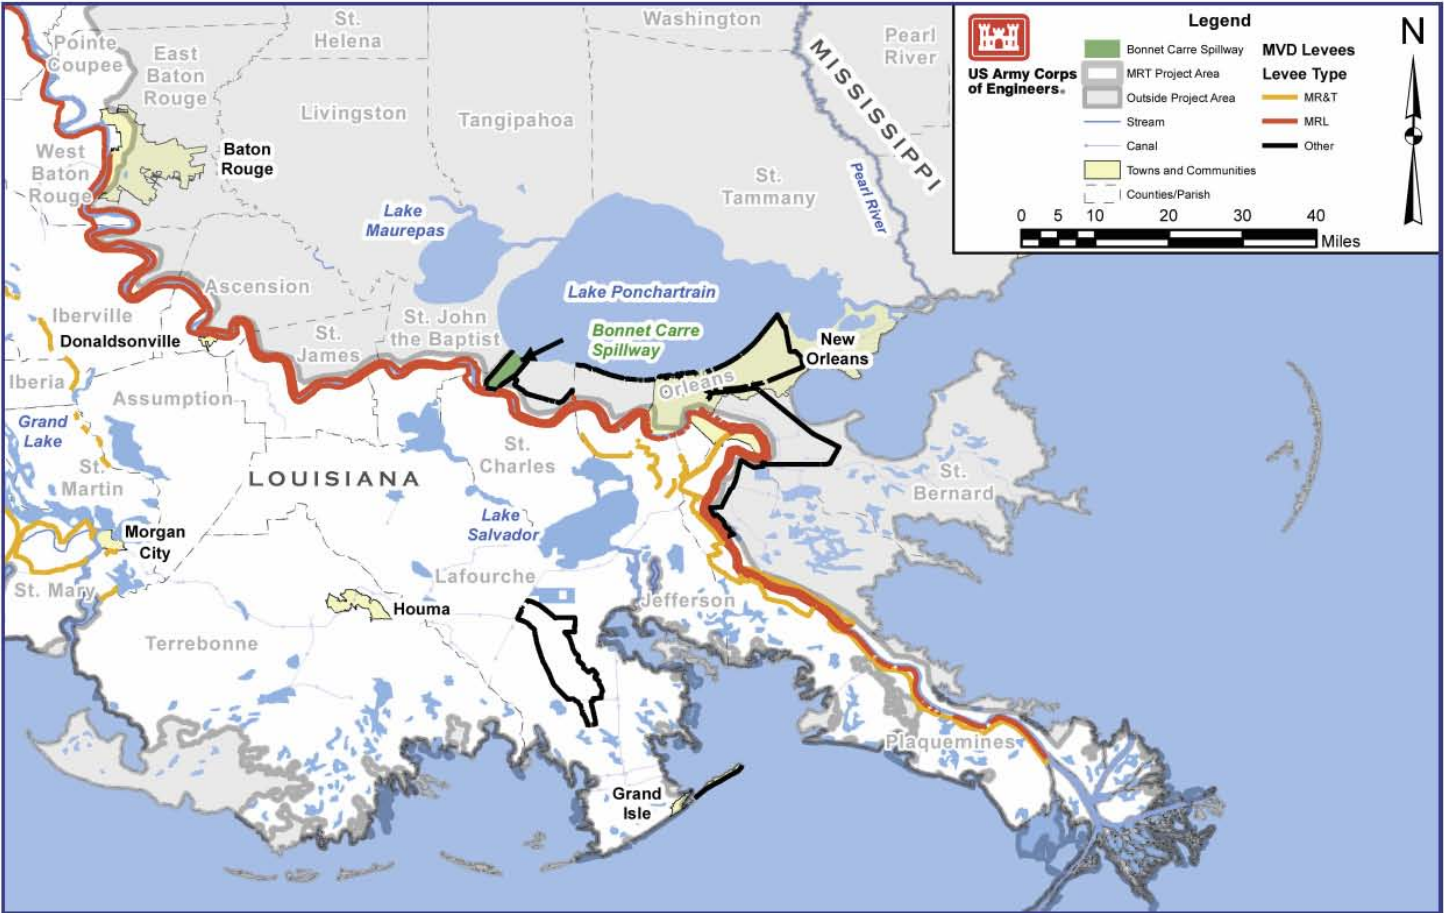 Pointe
Coupee
East
Baton
Rouge
St.
Helena
Washington
Pearl
River
MISSISSIPPI
Livingston
Tangipahoa
West
Baton
Rouge
Baton
Rouge
St.
Tammany
Pearl River
Lake
Maurepas
Lake Ponchartrain
Ascension
Iberville
Donaldsonville
St.
James
St. John
the Baptist
Bonnet Carre
Spillway
New
Orleans
Orleans
Iberia
Assumption
Grand
Lake
St.
Martin
LOUISIANA
St.
Charles
St.
Bernard
Lake
Salvador
Morgan
City
St. Mary
Lafourche
Jefferson
Houma
Terrebonne
Plaquemines
Grand
Isle
US Army Corps
of Engineers®
Legend
Bonnet Carre Spillway
MRT Project Area
Outside Project Area
Stream
Canal
Towns and Communities
Counties/Parish
MVD Levees
Levee Type
MR&T
MRL
Other
N
0 5 10 20 30 40
Miles